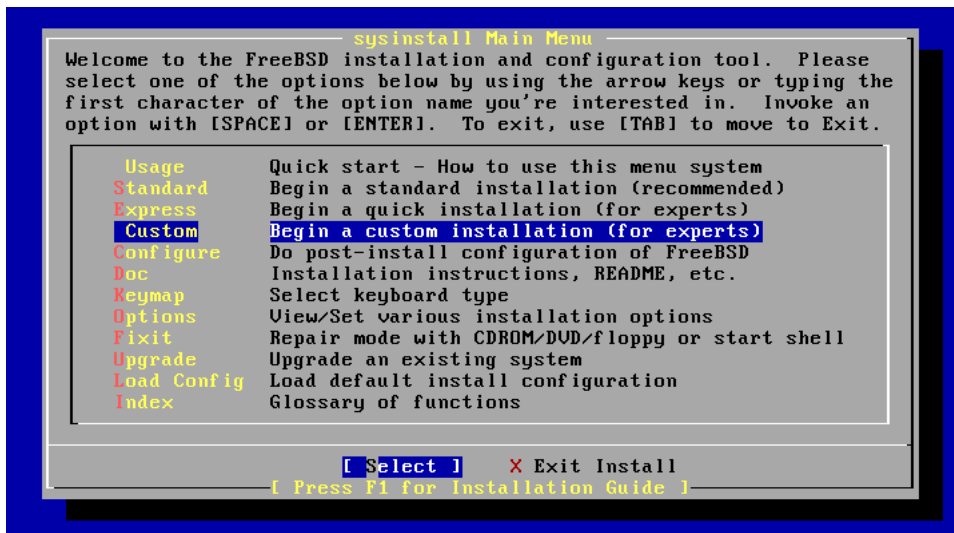 sysinstall Main Menu
Welcome to the FreeBSD installation and configuration tool.  Please
select one of the options below by using the arrow keys or typing the
first character of the option name you're interested in.  Invoke an
option with [SPACE] or [ENTER].  To exit, use [TAB] to move to Exit.
Usage Quick start - How to use this menu system
Standard Begin a standard installation (recommended)
Express Begin a quick installation (for experts)
Custom Begin a custom installation (for experts)
Configure Do post-install configuration of FreeBSD
Doc Installation instructions, README, etc.
Keymap Select keyboard type
Options View/Set various installation options
Fixit Repair mode with CDROM/DVD/floppy or start shell
Upgrade Upgrade an existing system
Load Config Load default install configuration
Index Glossary of functions
[ Select ] X Exit Install
[ Press F1 for Installation Guide ]